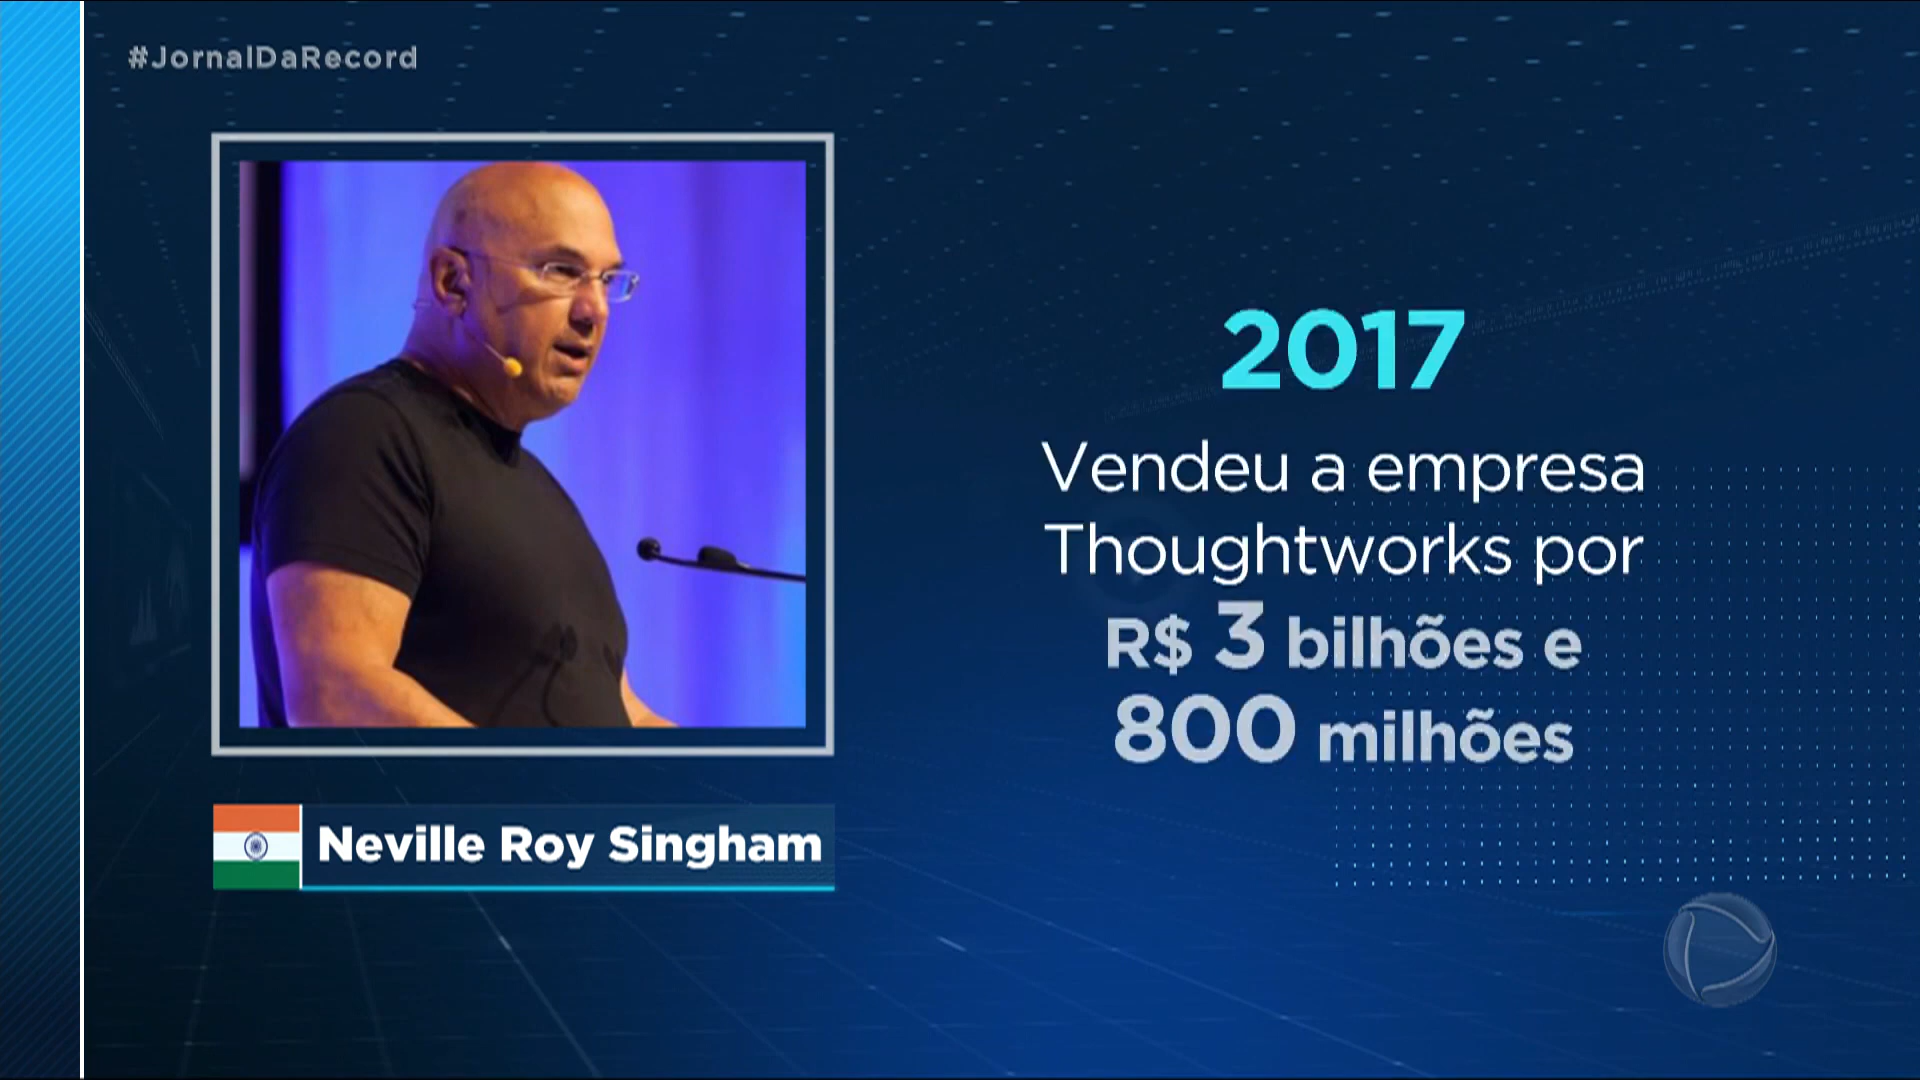 #JornalDaRecord
2017
Vendeu a empresa
Thoughtworks por
R$ 3 bilhões e
800 milhões
Neville Roy Singham